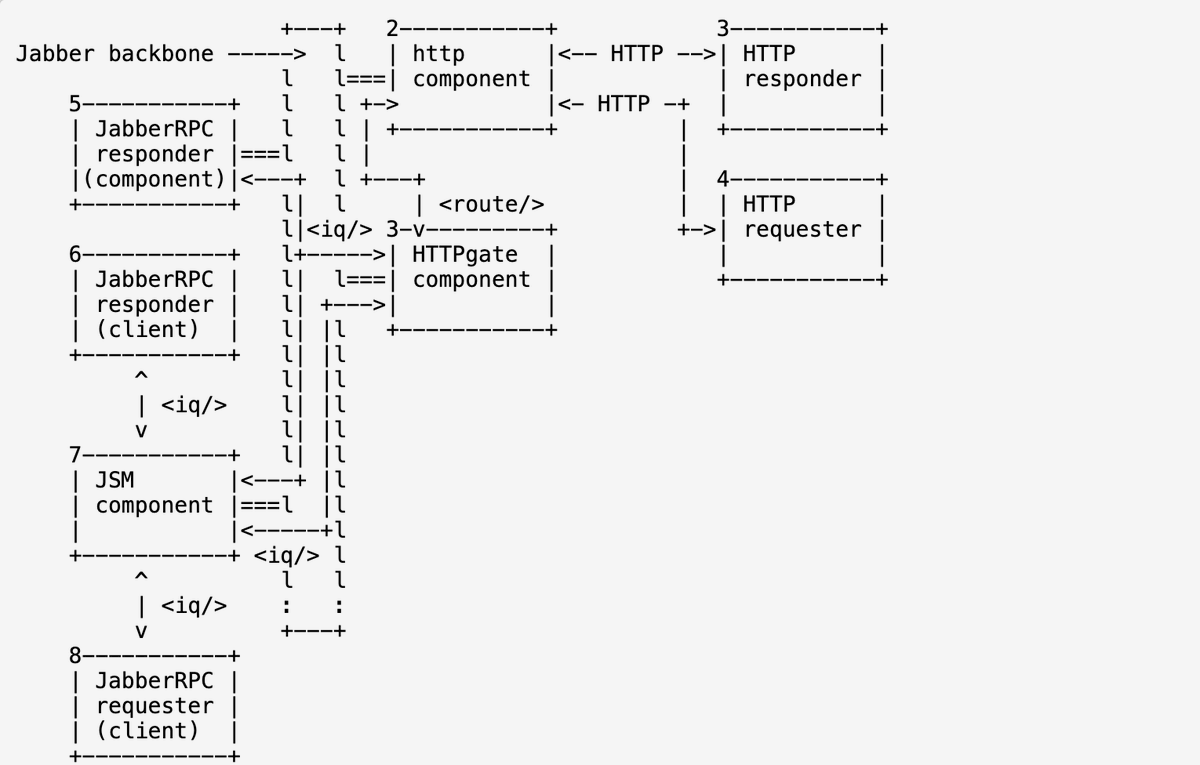 +---+   2-----------+            3-----------+
Jabber backbone ----->  l   | http      |<-- HTTP -->| HTTP      |
                    l   l===| component |            | responder |
    5-----------+   l   l +->           |<- HTTP -+  |           |
    | JabberRPC |   l   l | +-----------+         |  +-----------+
    | responder |===l   l |                       |
    |(component)|<---+  l +---+                   |  4-----------+
    +-----------+   l|  l     | <route/>          |  | HTTP      |
                    l|<iq/> 3-v---------+         +->| requester |
    6-----------+   l+----->| HTTPgate  |            |           |
    | JabberRPC |   l|  l===| component |            +-----------+
    | responder |   l| +--->|           |
    | (client)  |   l| |l   +-----------+
    +-----------+   l| |l
         ^          l| |l
         | <iq/>    l| |l
         v          l| |l
    7-----------+   l| |l
    | JSM       |<---+ |l
    | component |===l  |l
    |           |<-----+l
    +-----------+ <iq/> l
         ^          l   l
         | <iq/>    :   :
         v          +---+
    8-----------+
    | JabberRPC |
    | requester |
    | (client)  |
    +-----------+